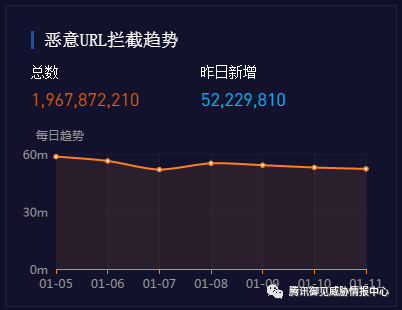 恶意URL拦截趋势
总数 昨日新增
1,967,872,210 52,229,810
每日趋势
60m
30m
0m
01-05 01-06 01-07 01-08 01-09 01-10 01-11
腾讯御见威胁情报中心